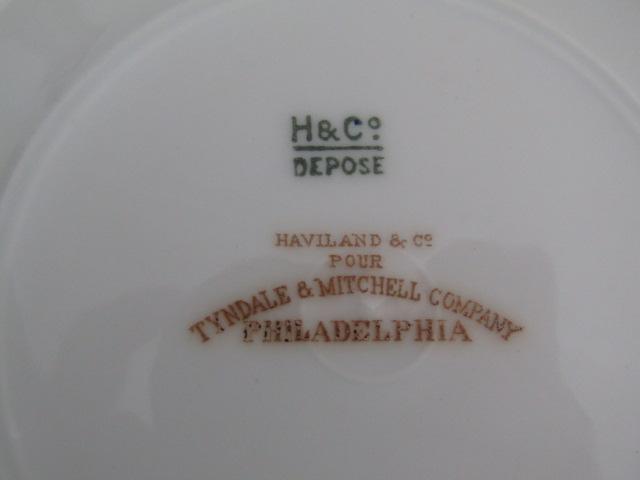 H&Cº
DEPOSE
HAVILAND & Cº
POUR
TYNDALE & MITCHELL COMPANY
PHILADELPHIA